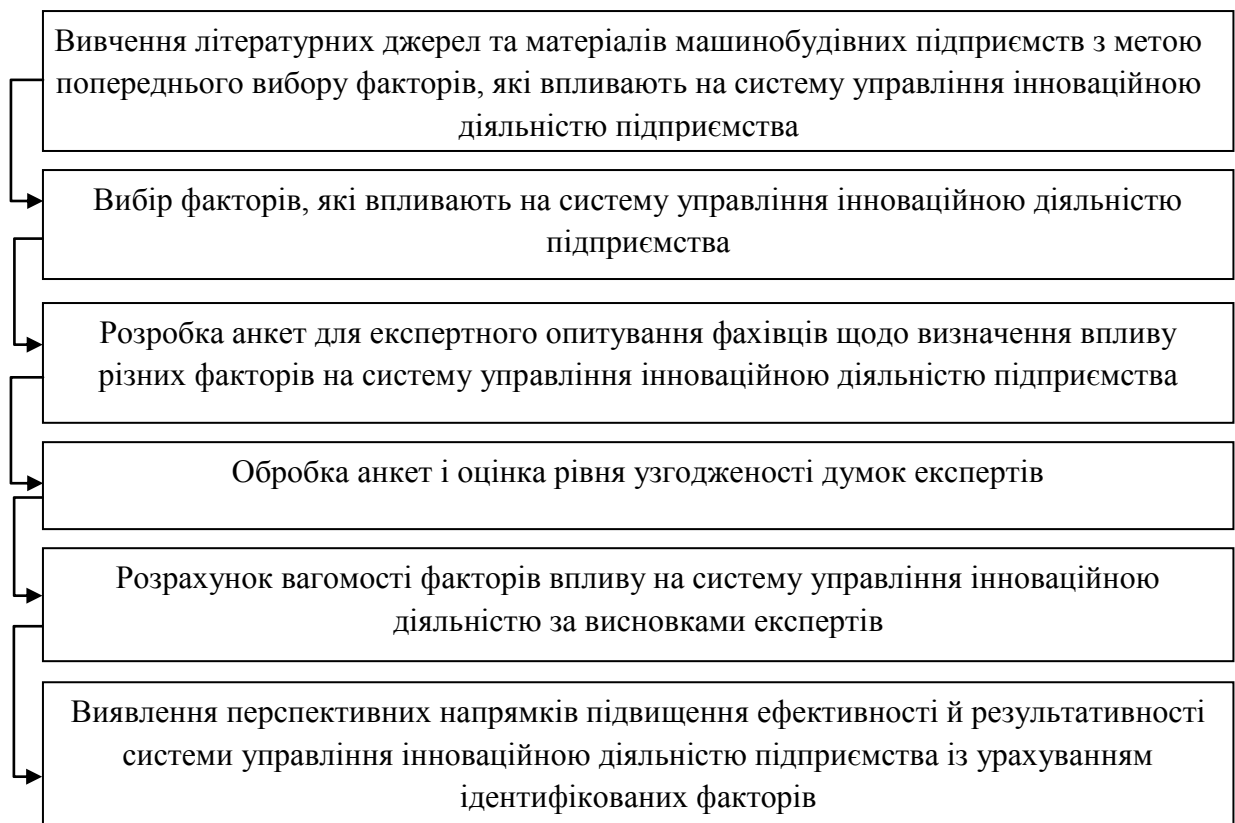 Вивчення літературних джерел та матеріалів машинобудівних підприємств з метою
попереднього вибору факторів, які впливають на систему управління інноваційною
діяльністю підприємства
Вибір факторів, які впливають на систему управління інноваційною діяльністю
підприємства
Розробка анкет для експертного опитування фахівців щодо визначення впливу
різних факторів на систему управління інноваційною діяльністю підприємства
Обробка анкет і оцінка рівня узгодженості думок експертів
Розрахунок вагомості факторів впливу на систему управління інноваційною
діяльністю за висновками експертів
Виявлення перспективних напрямків підвищення ефективності й результативності
системи управління інноваційною діяльністю підприємства із урахуванням
ідентифікованих факторів